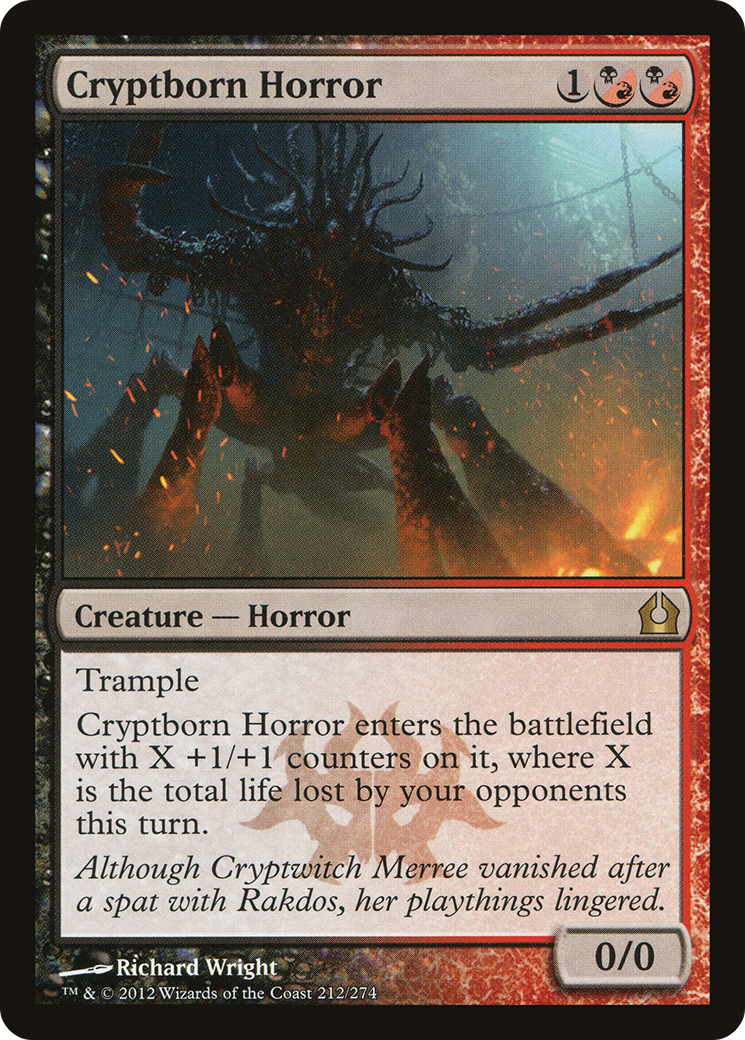 Cryptborn Horror 1
Creature — Horror
Trample
Cryptborn Horror enters the battlefield
with X +1/+1 counters on it, where X
is the total life lost by your opponents
this turn.
Although Cryptwitch Merree vanished after
a spat with Rakdos, her playthings lingered.
0/0
Richard Wright
™ & © 2012 Wizards of the Coast 212/274